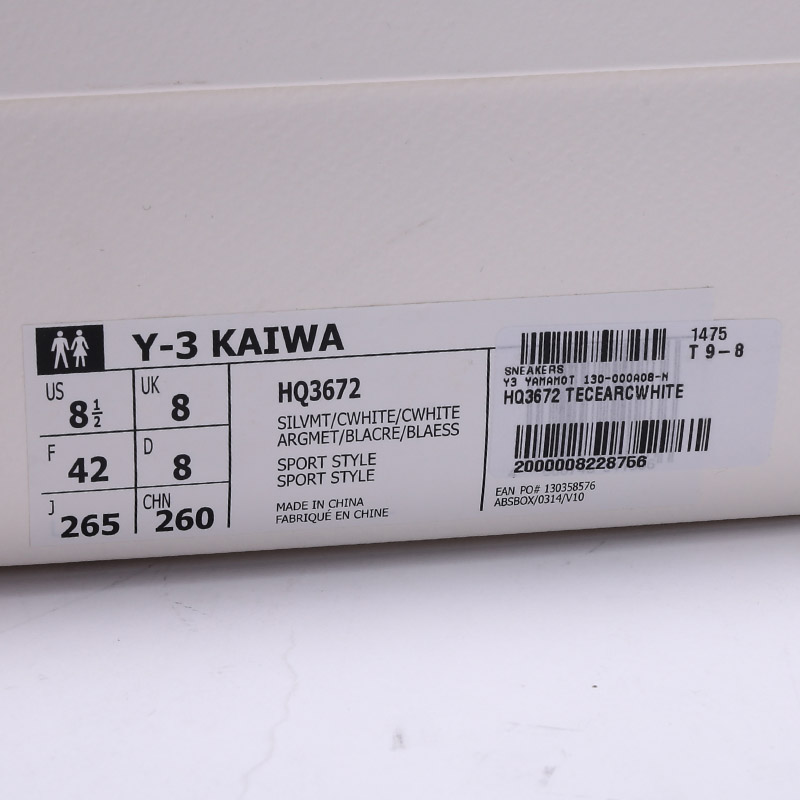 Y-3 KAIWA
US 8 1/2
UK 8
F 42
D 8
J 265
CHN 260
HQ3672
SILVMT/CWHITE/CWHITE
ARGMET/BLACRE/BLAESS
SPORT STYLE
SPORT STYLE
MADE IN CHINA
FABRIQUÉ EN CHINE
1475
T 9-8
SNEAKERS
Y3 YAMAMOT 130-000A08-N
HQ3672 TECEARCWHITE
2000008228756
EAN PO# 130358576
ABSBOX/0314/V10